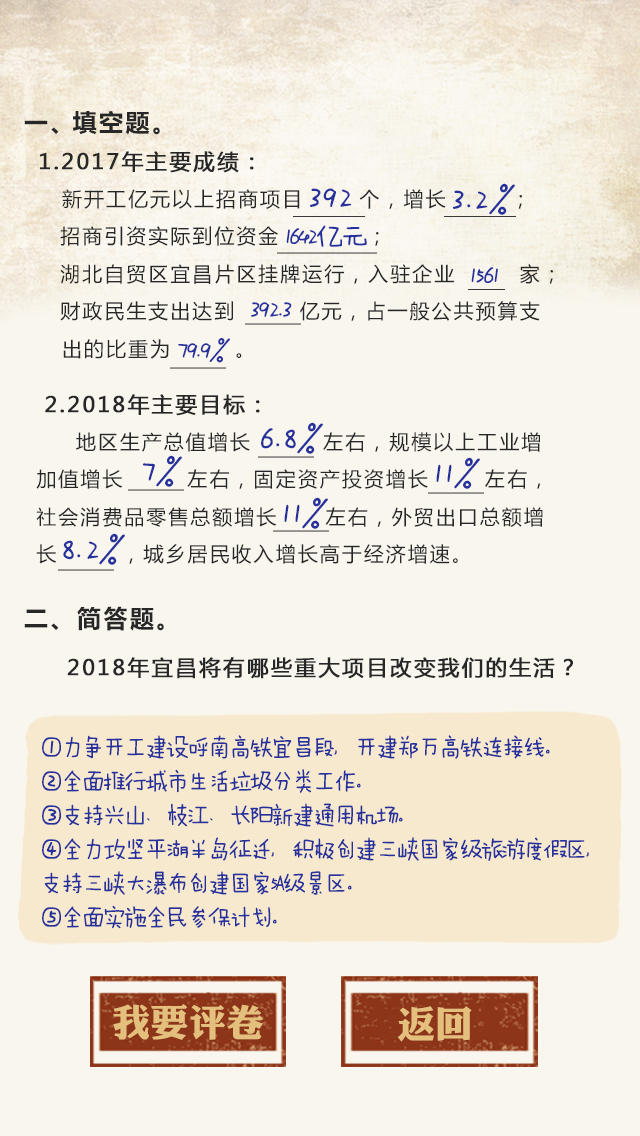 一、填空题。
1.2017年主要成绩：
新开工亿元以上招商项目392个，增长3.2%；
招商引资实际到位资金1642亿元；
湖北自贸区宜昌片区挂牌运行，入驻企业 1561 家；
财政民生支出达到 392.3 亿元，占一般公共预算支
出的比重为 79.9% 。
2.2018年主要目标：
地区生产总值增长 6.8%左右，规模以上工业增
加值增长 7% 左右，固定资产投资增长11%左右，
社会消费品零售总额增长11%左右，外贸出口总额增
长8.2%，城乡居民收入增长高于经济增速。
二、简答题。
2018年宜昌将有哪些重大项目改变我们的生活？
①力争开工建设呼南高铁宜昌段，开建郑万高铁连接线。
②全面推行城市生活垃圾分类工作。
③支持兴山、枝江、长阳新建通用机场。
④全力攻坚平湖半岛征迁，积极创建三峡国家级旅游度假区，
支持三峡大瀑布创建国家5A级景区。
⑤全面实施全民参保计划。
我要评卷 返回